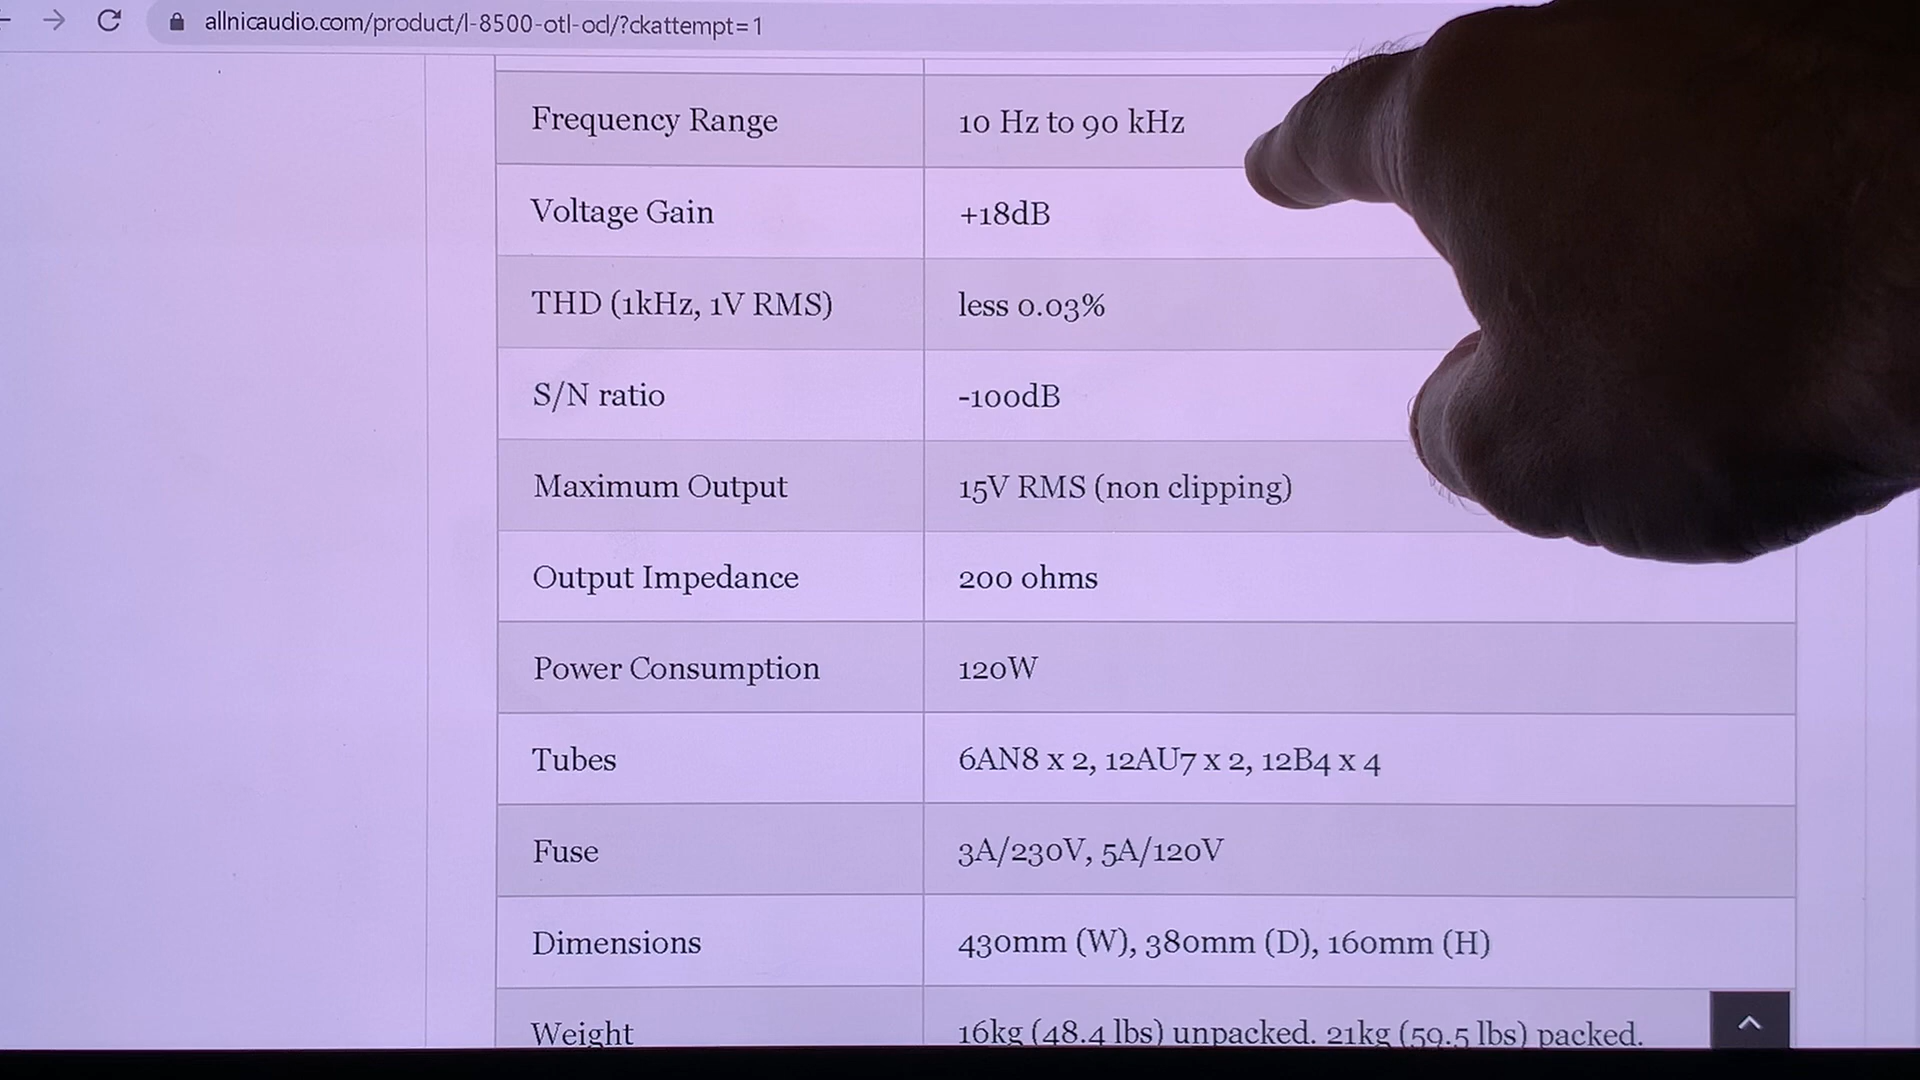 allnicaudio.com/product/l-8500-otl-ocl/?ckattempt=1
Frequency Range 10 Hz to 90 kHz
Voltage Gain +18dB
THD (1kHz, 1V RMS) less 0.03%
S/N ratio -100dB
Maximum Output 15V RMS (non clipping)
Output Impedance 200 ohms
Power Consumption 120W
Tubes 6AN8 x 2, 12AU7 x 2, 12B4 x 4
Fuse 3A/230V, 5A/120V
Dimensions 430mm (W), 380mm (D), 160mm (H)
Weight 16kg (48.4 lbs) unpacked. 21kg (59.5 lbs) packed.